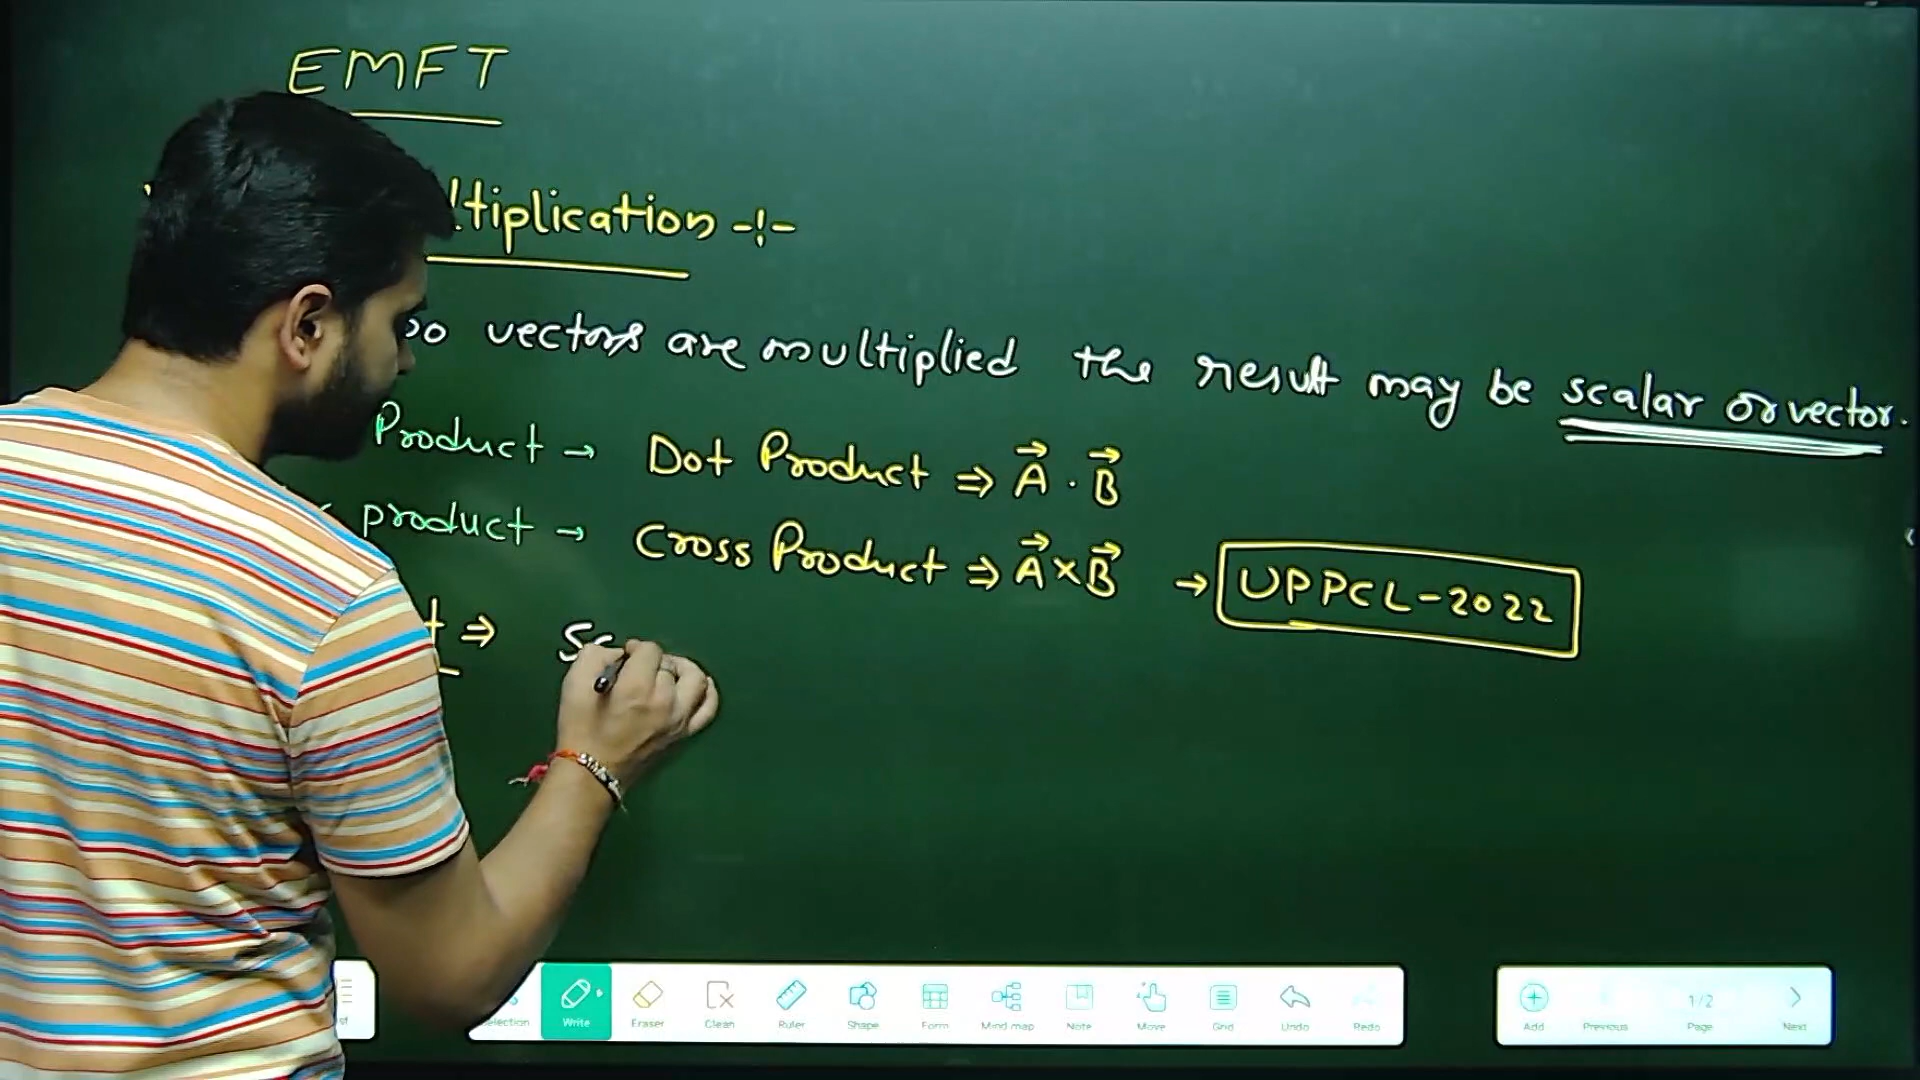 EMFT
ltiplication -:-
vectors are multiplied the result may be scalar or vector.
Product → Dot Product ⇒ A⃗ · B⃗
product → Cross Product ⇒ A⃗ × B⃗ → UPPCL-2022
t ⇒ Sc
Selection Write Eraser Clean Ruler Shape Form Mind map Note Move Grid Undo Redo
Add Previous 1/2 Page Next